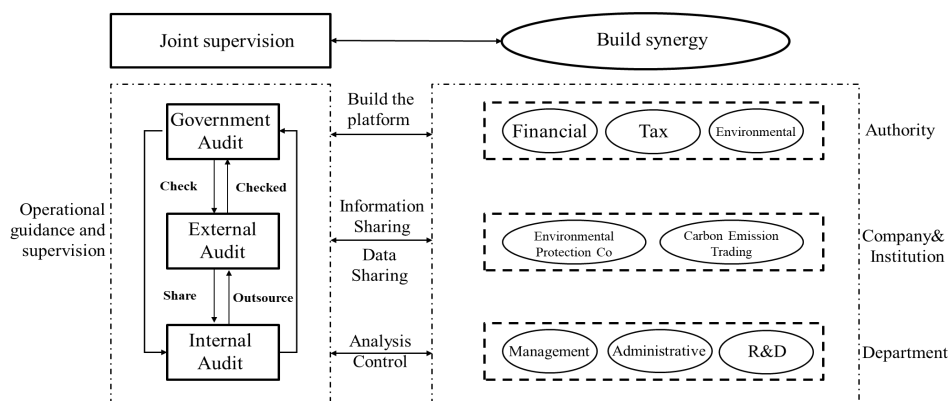 Joint supervision
Build synergy
Build the
platform
Government
Audit
Financial
Tax
Environmental
Authority
Check
Checked
Operational
guidance and
supervision
External
Audit
Information
Sharing
Data
Sharing
Environmental
Protection Co
Carbon Emission
Trading
Company&
Institution
Share
Outsource
Internal
Audit
Analysis
Control
Management
Administrative
R&D
Department